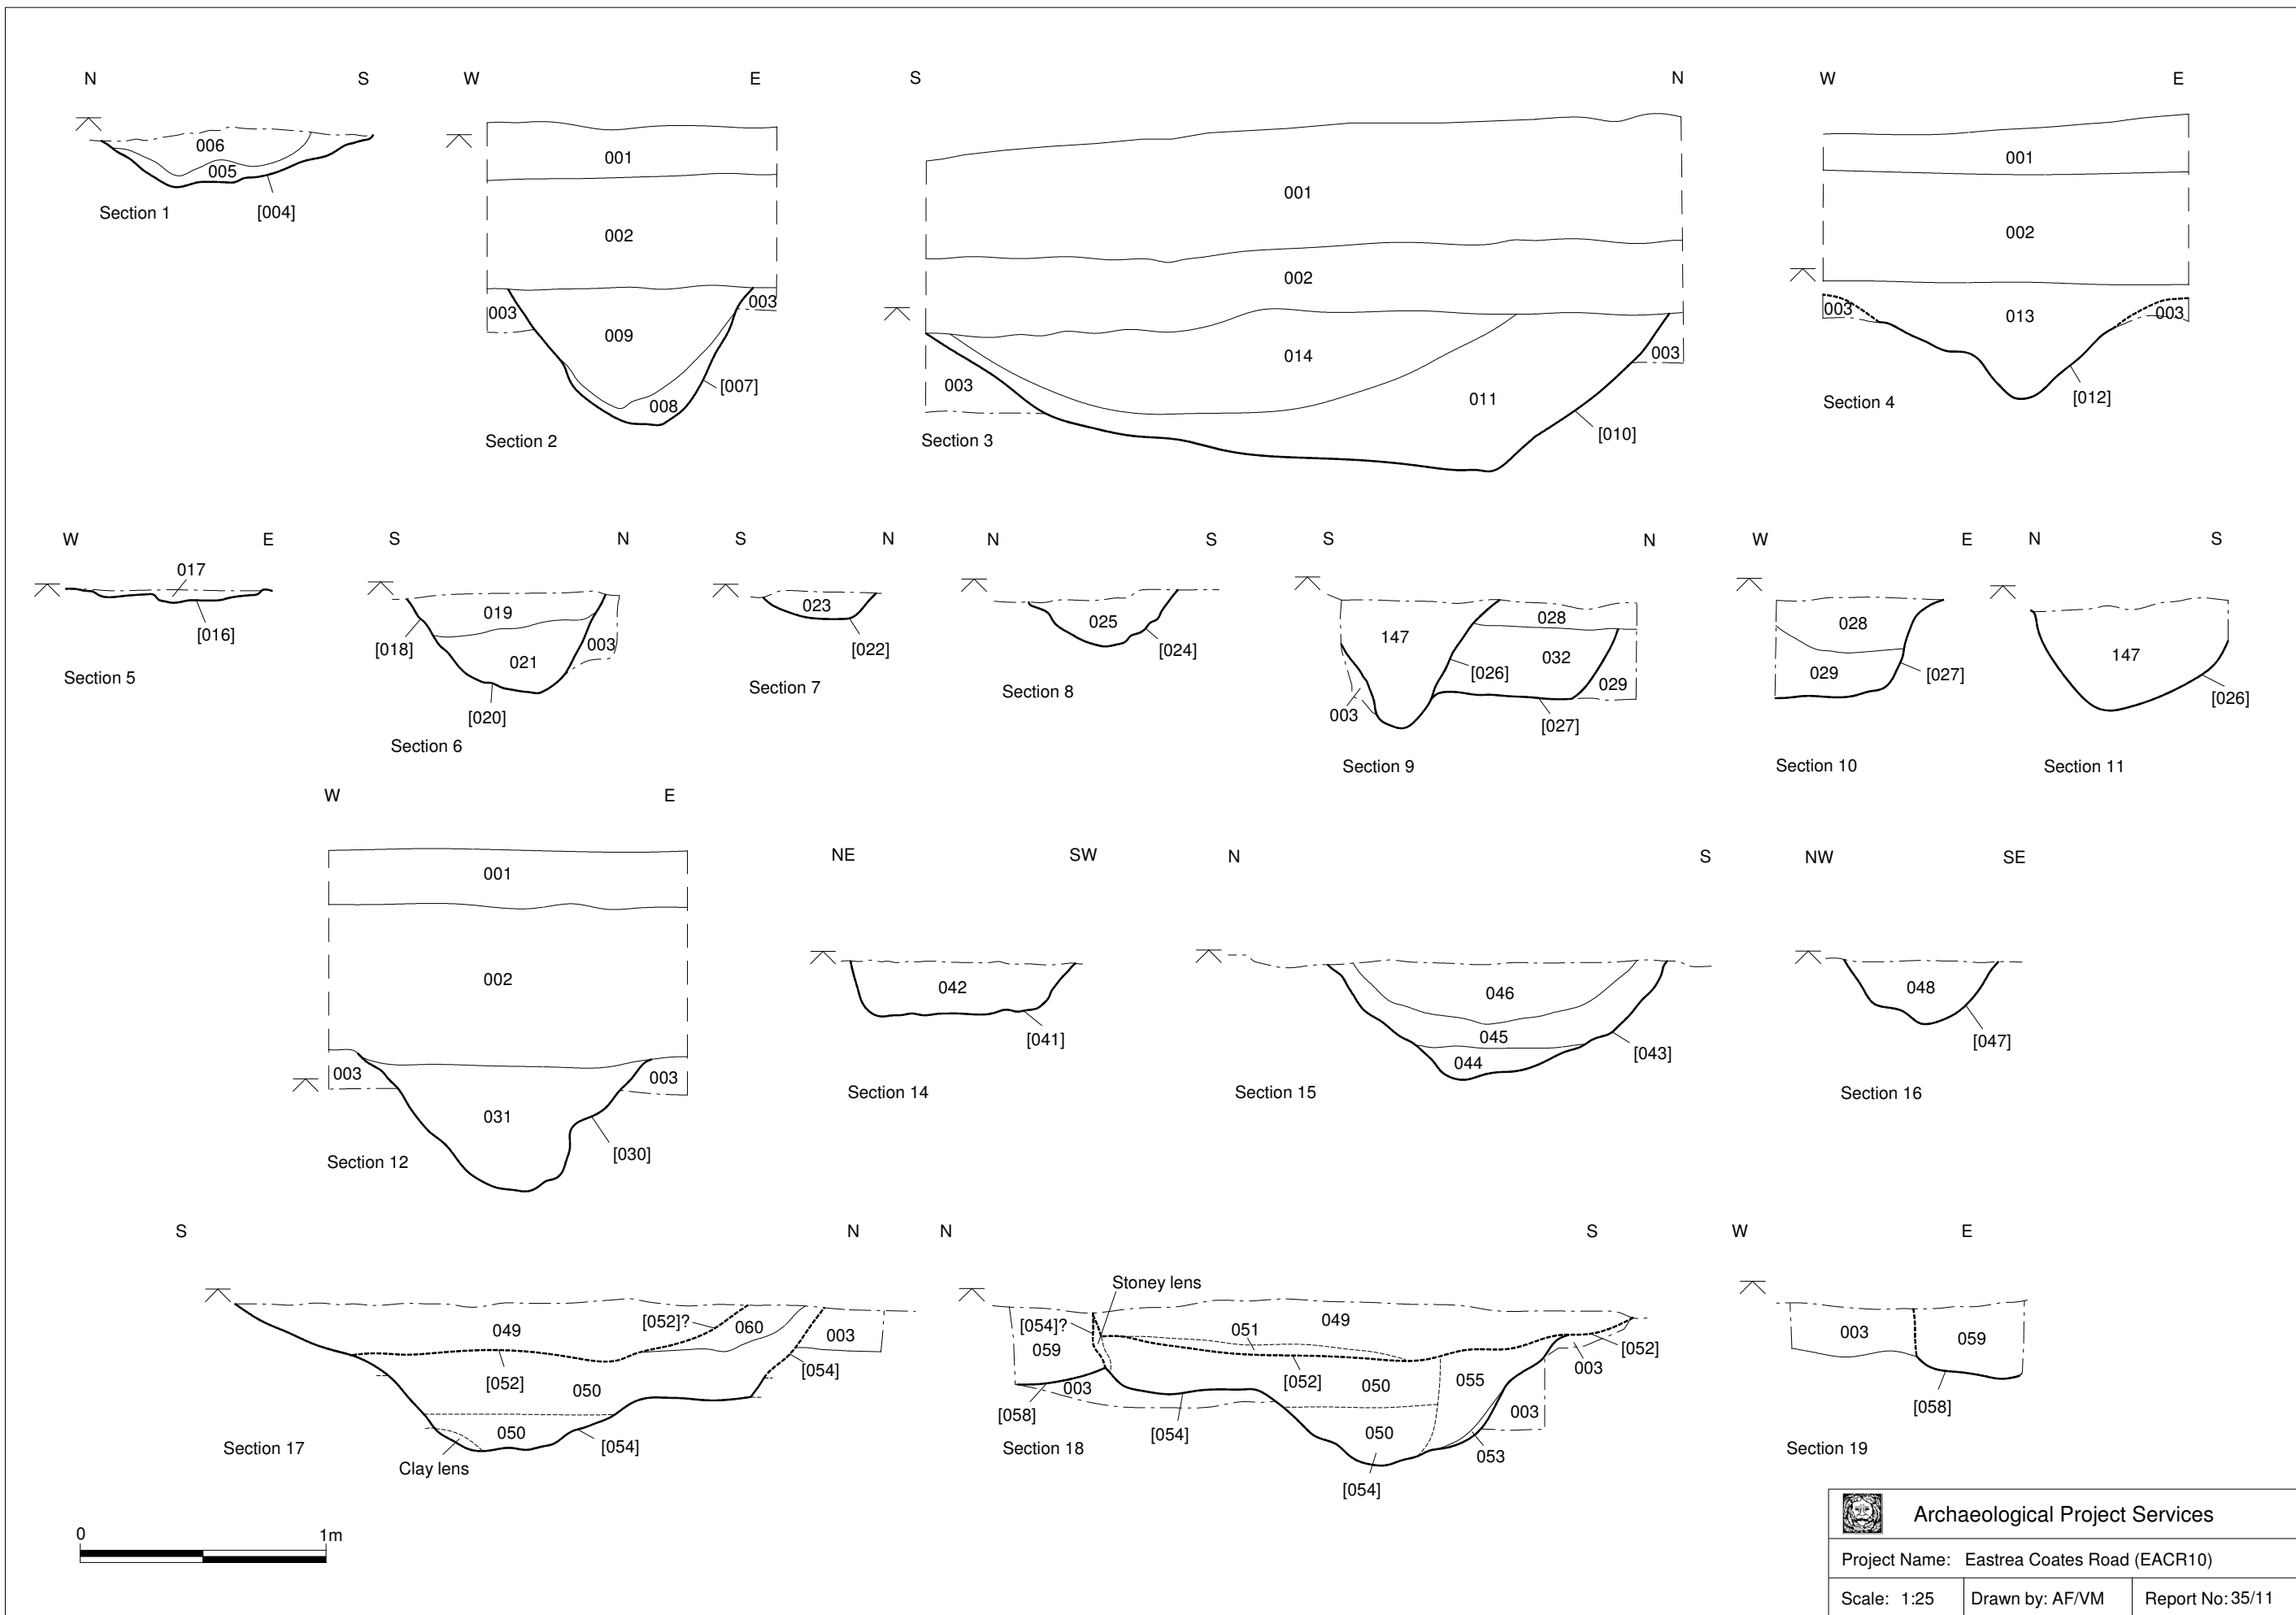 N S W E S N W E
006
005
Section 1 [004]
001
002
003 003
009
008 [007]
Section 2
001
002
014
003 003
011
[010]
Section 3
001
002
003 003
013
[012]
Section 4
W E S N S N N S S N W E N S
017
[016]
Section 5
019
[018]
021 003
[020]
Section 6
023
[022]
Section 7
025
[024]
Section 8
028
147
032
[026]
029
003
[027]
Section 9
028
029 [027]
Section 10
147
[026]
Section 11
W E
001
002
003 003
031
[030]
Section 12
NE SW N S NW SE
042
[041]
Section 14
046
045
044
[043]
Section 15
048
[047]
Section 16
S N N S W E
049
[052]?
060
003
[054]
[052]
050
050
[054]
Section 17
Clay lens
Stoney lens
[054]?
051
049
059
[052]
003
003
[052]
050
055
[058]
[054]
003
Section 18
050
053
[054]
003 059
[058]
Section 19
0 1m
Archaeological Project Services
Project Name: Eastrea Coates Road (EACR10)
Scale: 1:25 Drawn by: AF/VM Report No: 35/11